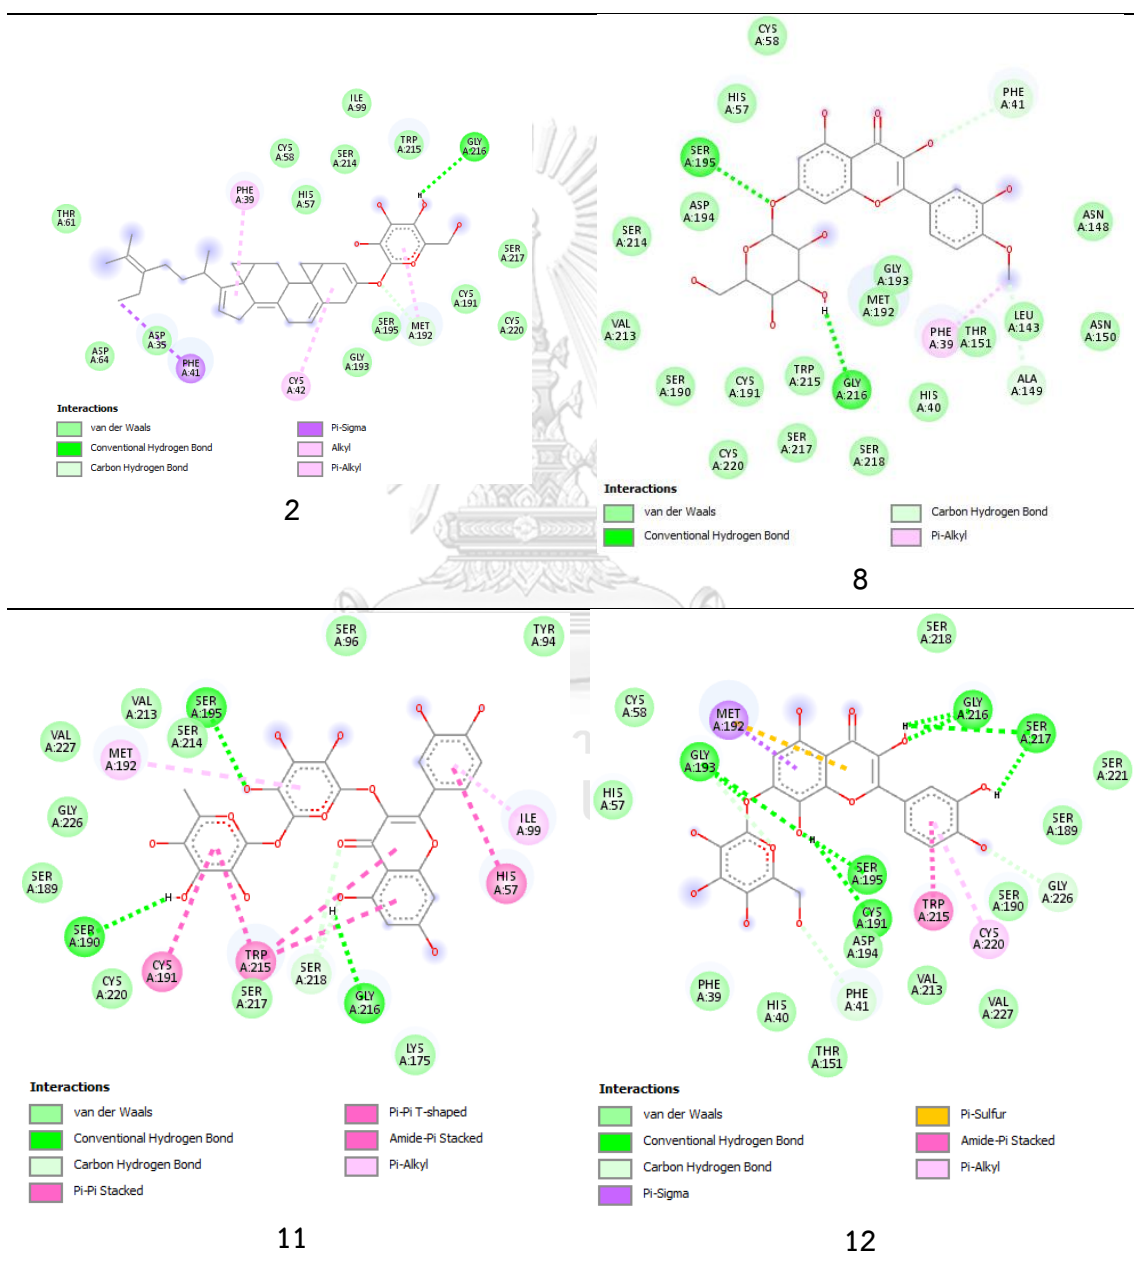 ILE
A:99
CYS
A:58
SER
A:214
TRP
A:215
GLY
A:216
PHE
A:39
HIS
A:57
THR
A:61
SER
A:217
CYS
A:191
SER
A:195
MET
A:192
CYS
A:220
ASP
A:35
ASP
A:64
PHE
A:41
GLY
A:193
CYS
A:42
O
O
H
O
O
O
O
Interactions
van der Waals
Conventional Hydrogen Bond
Carbon Hydrogen Bond
Pi-Sigma
Alkyl
Pi-Alkyl
2
CYS
A:58
HIS
A:57
PHE
A:41
SER
A:195
ASP
A:194
SER
A:214
ASN
A:148
GLY
A:193
MET
A:192
VAL
A:213
PHE
A:39
THR
A:151
LEU
A:143
ASN
A:150
SER
A:190
CYS
A:191
TRP
A:215
GLY
A:216
HIS
A:40
ALA
A:149
CYS
A:220
SER
A:217
SER
A:218
O
O
O
O
O
O
O
O
O
O
O
O
H
Interactions
van der Waals
Conventional Hydrogen Bond
Carbon Hydrogen Bond
Pi-Alkyl
8
SER
A:96
TYR
A:94
VAL
A:213
SER
A:195
SER
A:214
VAL
A:227
MET
A:192
GLY
A:226
ILE
A:99
SER
A:189
HIS
A:57
SER
A:190
CYS
A:191
TRP
A:215
SER
A:218
CYS
A:220
SER
A:217
GLY
A:216
LYS
A:175
O
O
O
O
O
O
O
O
O
O
O
O
H
O
O
O
O
H
O
Interactions
van der Waals
Conventional Hydrogen Bond
Carbon Hydrogen Bond
Pi-Pi Stacked
Pi-Pi T-shaped
Amide-Pi Stacked
Pi-Alkyl
11
SER
A:218
CYS
A:58
MET
A:192
GLY
A:216
SER
A:217
GLY
A:193
SER
A:221
HIS
A:57
SER
A:189
SER
A:195
SER
A:190
GLY
A:226
CYS
A:191
TRP
A:215
CYS
A:220
ASP
A:194
PHE
A:39
HIS
A:40
PHE
A:41
VAL
A:213
VAL
A:227
THR
A:151
O
O
H
O
O
H
O
O
O
H
O
O
O
O
O
O
Interactions
van der Waals
Conventional Hydrogen Bond
Carbon Hydrogen Bond
Pi-Sigma
Pi-Sulfur
Amide-Pi Stacked
Pi-Alkyl
12